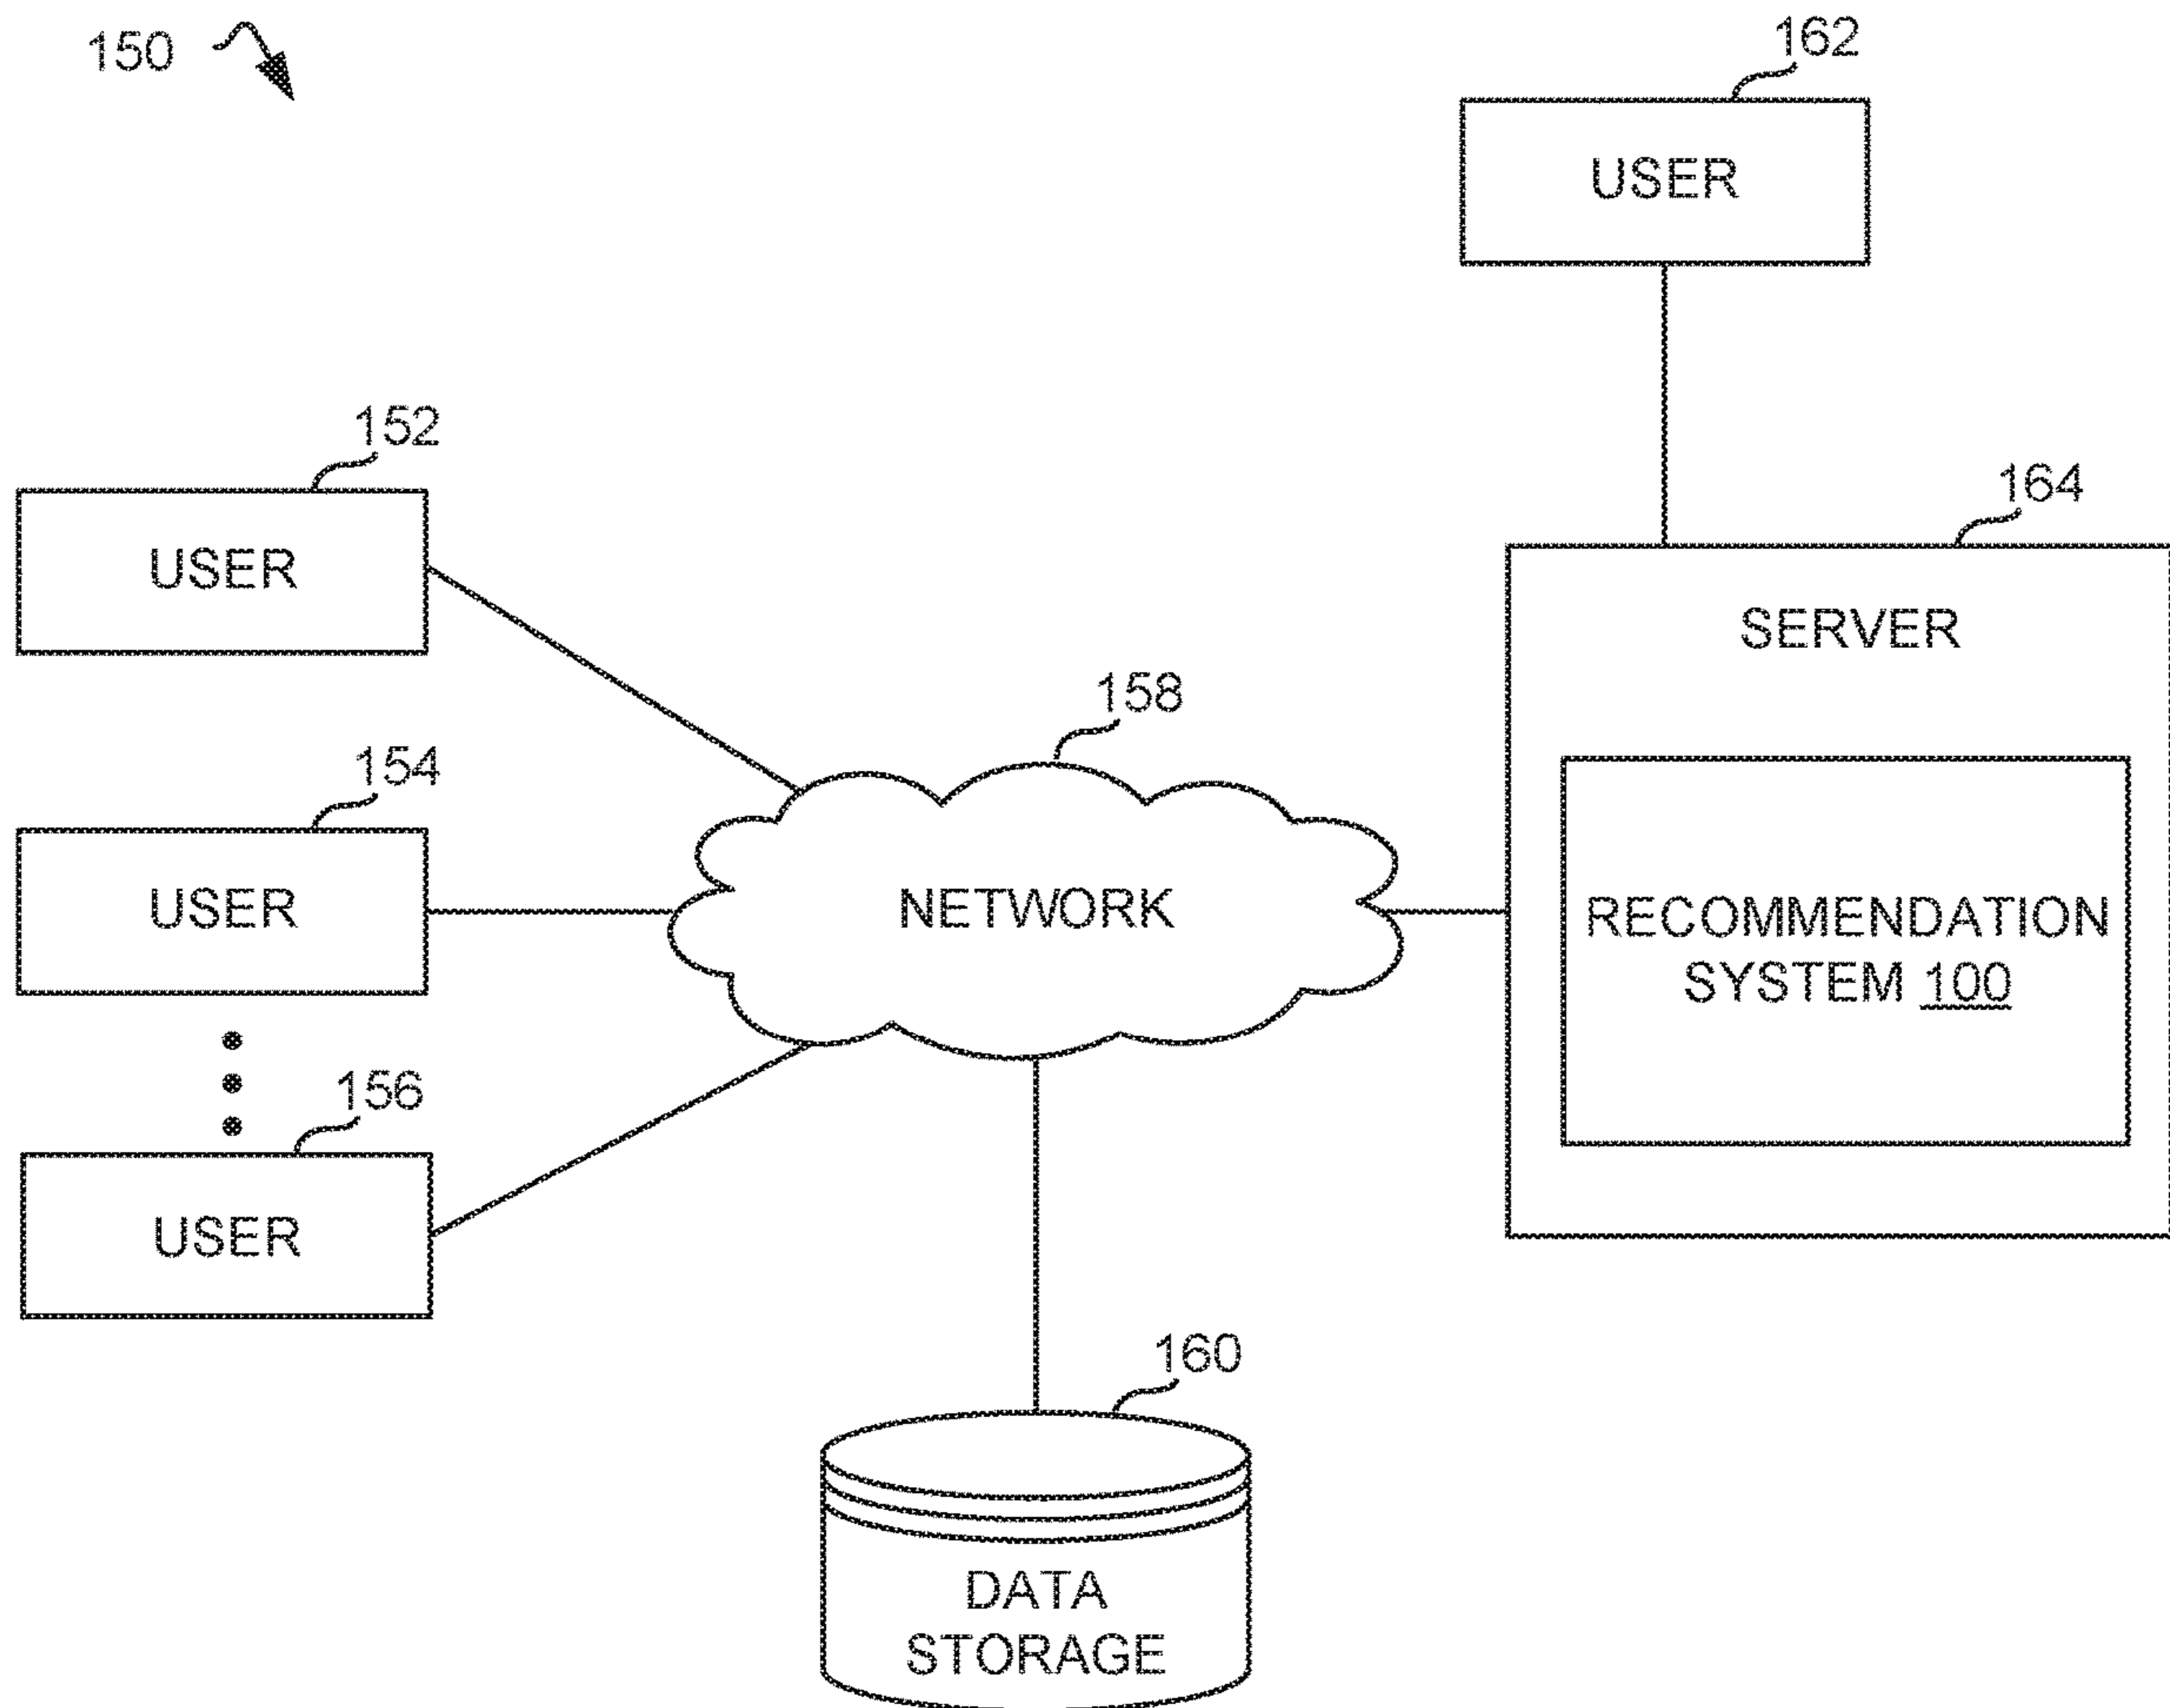 150
162
USER
152
USER
164
SERVER
158
154
USER
NETWORK
RECOMMENDATION
SYSTEM 100
156
USER
160
DATA
STORAGE